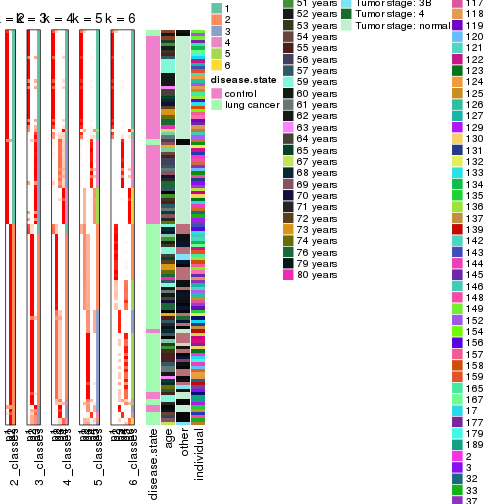 k = 2
k = 3
k = 4
k = 5
k = 6
1
2
3
4
5
6
disease.state
control
lung cancer
51 years
52 years
53 years
54 years
55 years
56 years
57 years
59 years
60 years
61 years
62 years
63 years
64 years
65 years
67 years
68 years
69 years
70 years
71 years
72 years
73 years
74 years
76 years
79 years
80 years
Tumor stage: 3B
Tumor stage: 4
Tumor stage: normal
117
118
119
120
121
122
123
124
125
126
127
129
130
131
132
133
134
135
136
137
139
142
143
144
145
146
148
149
152
154
156
157
158
159
165
167
17
177
179
189
2
3
32
33
37
2_classes
3_classes
4_classes
5_classes
6_classes
disease.state
age
other
individual